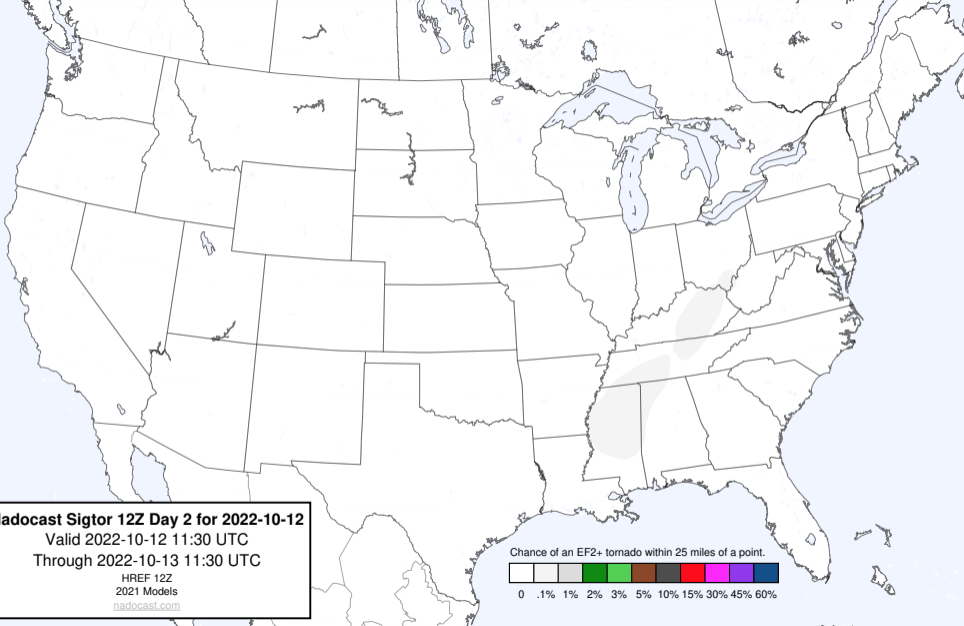 adocast Sigtor 12Z Day 2 for 2022-10-12
Valid 2022-10-12 11:30 UTC
Through 2022-10-13 11:30 UTC
HREF 12Z
2021 Models
nadocast.com
Chance of an EF2+ tornado within 25 miles of a point.
0 .1% 1% 2% 3% 5% 10% 15% 30% 45% 60%